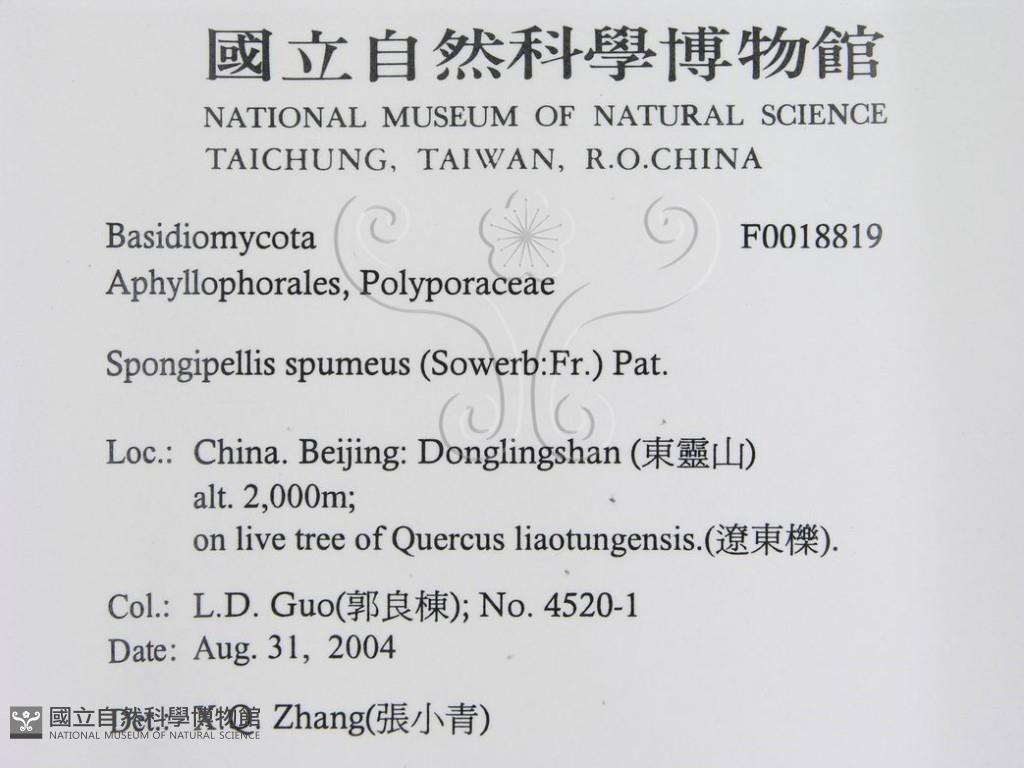 國立自然科學博物館
NATIONAL MUSEUM OF NATURAL SCIENCE
TAICHUNG, TAIWAN, R.O.CHINA
Basidiomycota F0018819
Aphyllophorales, Polyporaceae
Spongipellis spumeus (Sowerb:Fr.) Pat.
Loc.: China. Beijing: Donglingshan (東靈山)
alt. 2,000m;
on live tree of Quercus liaotungensis.(遼東櫟).
Col.: L.D. Guo(郭良棟); No. 4520-1
Date: Aug. 31, 2004
Det.: X.Q. Zhang(張小青)
國立自然科學博物館
NATIONAL MUSEUM OF NATURAL SCIENCE